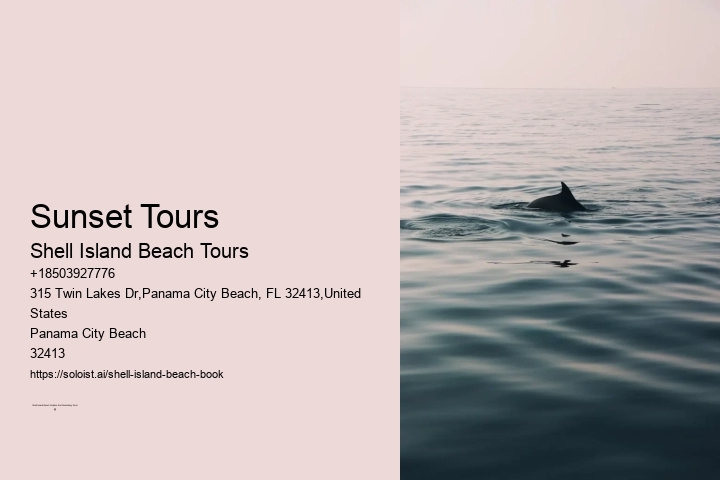 Sunset Tours
Shell Island Beach Tours
+18503927776
315 Twin Lakes Dr,Panama City Beach, FL 32413,United
States
Panama City Beach
32413
https://soloist.ai/shell-island-beach-book